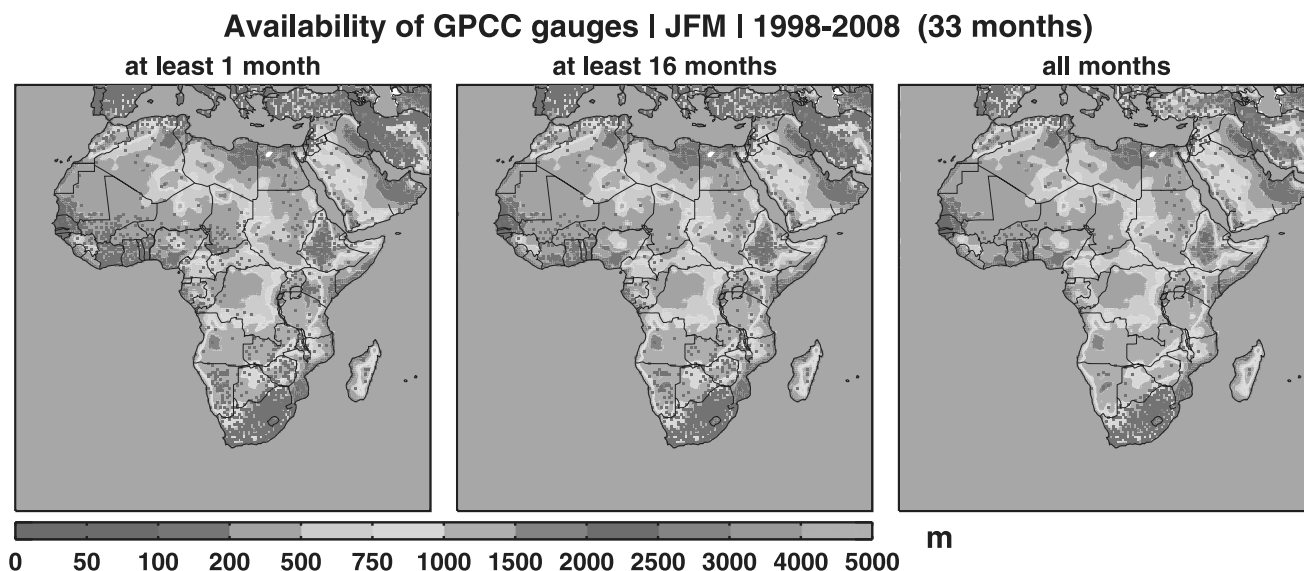 Availability of GPCC gauges | JFM | 1998-2008 (33 months)
at least 1 month at least 16 months all months
0 50 100 200 500 750 1000 1500 2000 2500 3000 4000 5000 m